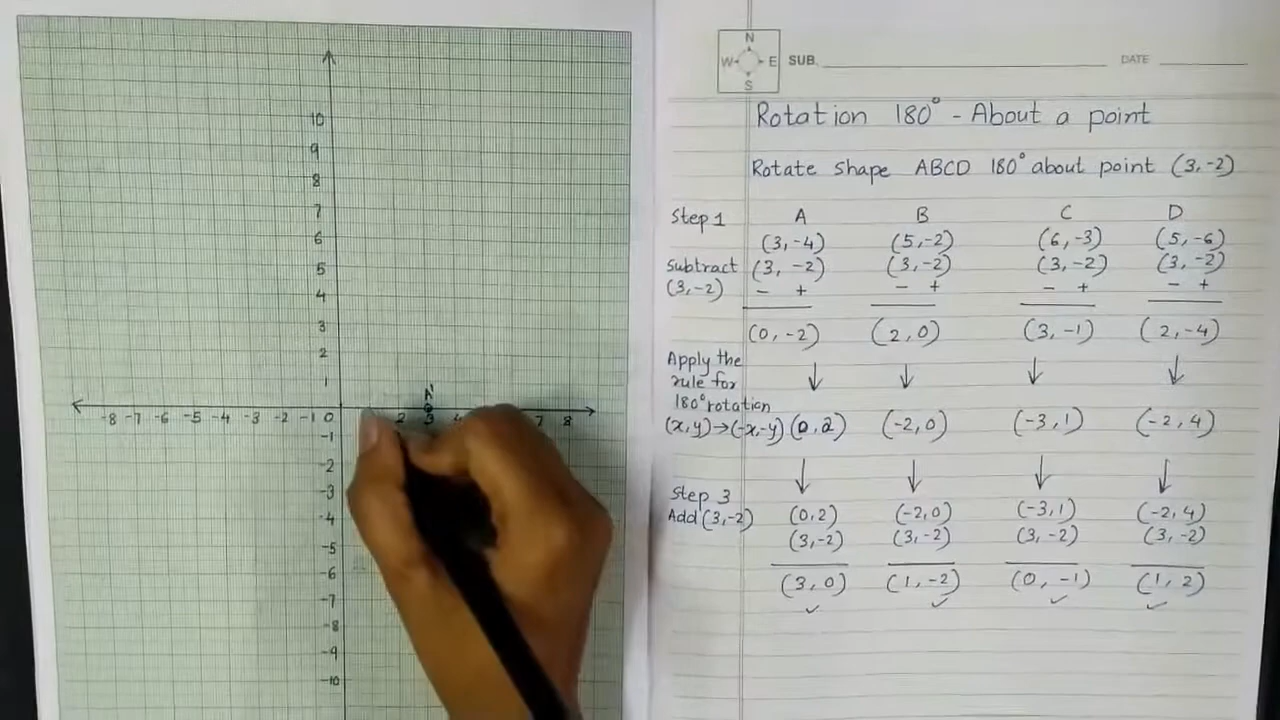 10
9
8
7
6
5
4
3
2
1
A'
-8 -7 -6 -5 -4 -3 -2 -1 0 2 3 4 7 8
-1
-2
-3
-4
-5
-6
-7
-8
-9
-10
N
W E SUB. DATE
S
Rotation 180° - About a point
Rotate shape ABCD 180° about point (3,-2)
Step 1 A B C D
(3,-4) (5,-2) (6,-3) (5,-6)
Subtract (3,-2) (3,-2) (3,-2) (3,-2)
(3,-2) - + - + - + - +
(0,-2) (2,0) (3,-1) (2,-4)
Apply the ↓ ↓ ↓ ↓
rule for
180° rotation
(x,y)→(-x,-y) (0,2) (-2,0) (-3,1) (-2,4)
↓ ↓ ↓ ↓
Step 3
Add (3,-2) (0,2) (-2,0) (-3,1) (-2,4)
(3,-2) (3,-2) (3,-2) (3,-2)
(3,0) (1,-2) (0,-1) (1,2)
✓ ✓ ✓ ✓